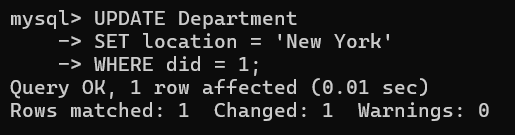 mysql> UPDATE Department
    -> SET location = 'New York'
    -> WHERE did = 1;
Query OK, 1 row affected (0.01 sec)
Rows matched: 1  Changed: 1  Warnings: 0